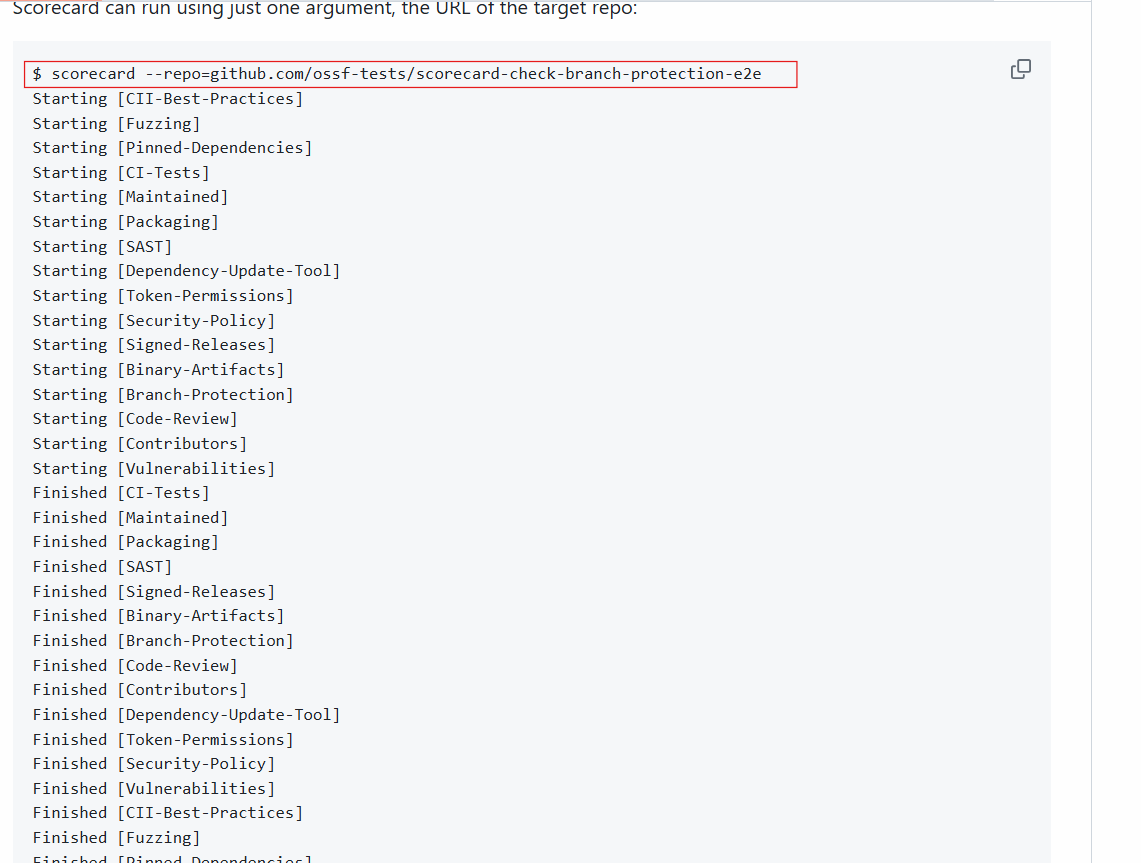 Scorecard can run using just one argument, the URL of the target repo:
$ scorecard --repo=github.com/ossf-tests/scorecard-check-branch-protection-e2e
Starting [CII-Best-Practices]
Starting [Fuzzing]
Starting [Pinned-Dependencies]
Starting [CI-Tests]
Starting [Maintained]
Starting [Packaging]
Starting [SAST]
Starting [Dependency-Update-Tool]
Starting [Token-Permissions]
Starting [Security-Policy]
Starting [Signed-Releases]
Starting [Binary-Artifacts]
Starting [Branch-Protection]
Starting [Code-Review]
Starting [Contributors]
Starting [Vulnerabilities]
Finished [CI-Tests]
Finished [Maintained]
Finished [Packaging]
Finished [SAST]
Finished [Signed-Releases]
Finished [Binary-Artifacts]
Finished [Branch-Protection]
Finished [Code-Review]
Finished [Contributors]
Finished [Dependency-Update-Tool]
Finished [Token-Permissions]
Finished [Security-Policy]
Finished [Vulnerabilities]
Finished [CII-Best-Practices]
Finished [Fuzzing]
Finished [Pinned-Dependencies]